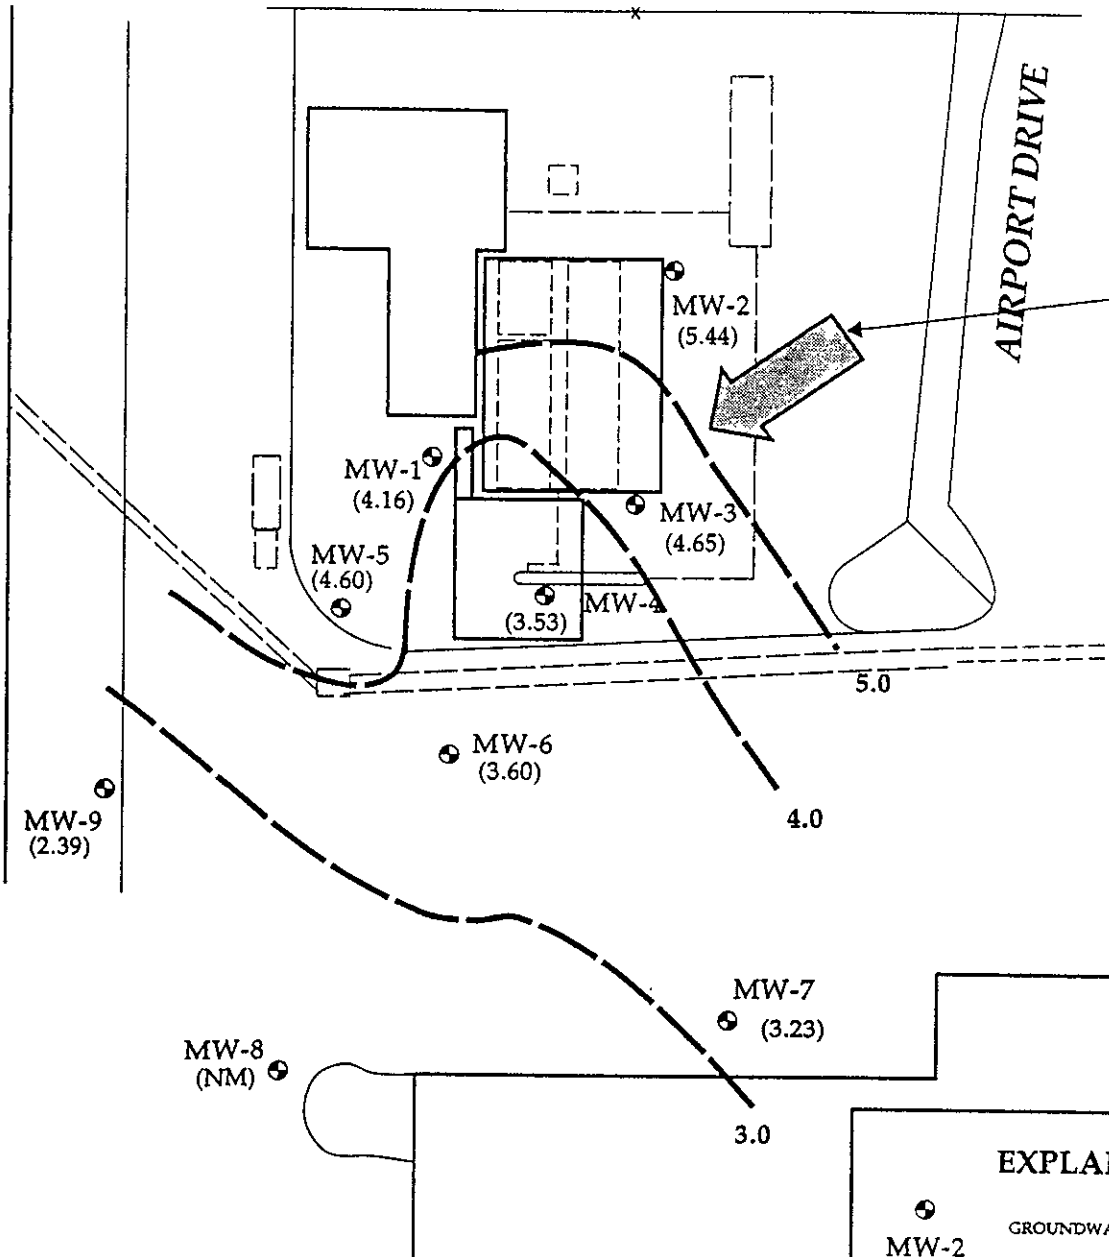 x
AIRPORT DRIVE
MW-2
(5.44)
MW-1
(4.16)
MW-3
(4.65)
MW-5
(4.60)
MW-4
(3.53)
5.0
MW-6
(3.60)
4.0
MW-9
(2.39)
MW-7
(3.23)
MW-8
(NM)
3.0
EXPLA
MW-2
GROUNDWA